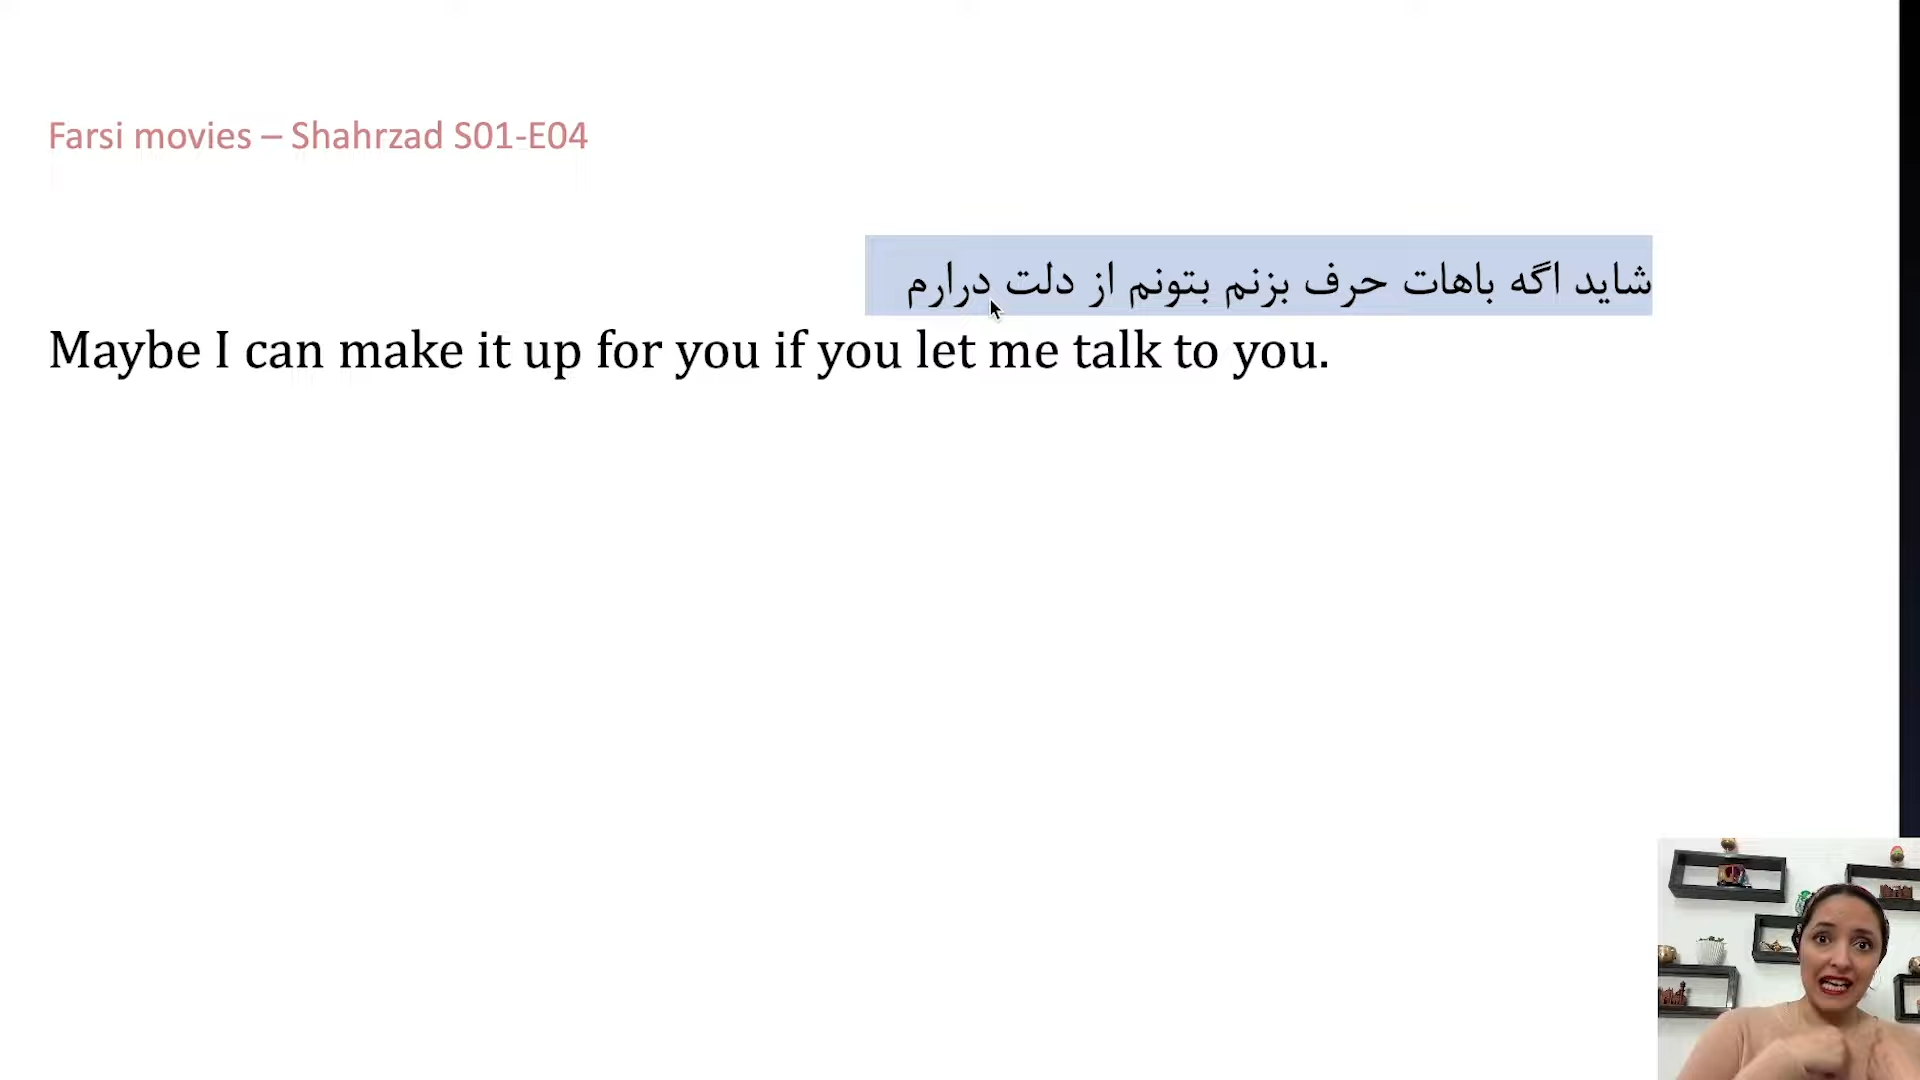 Farsi movies – Shahrzad S01-E04
شاید اگه باهات حرف بزنم بتونم از دلت درارم
Maybe I can make it up for you if you let me talk to you.